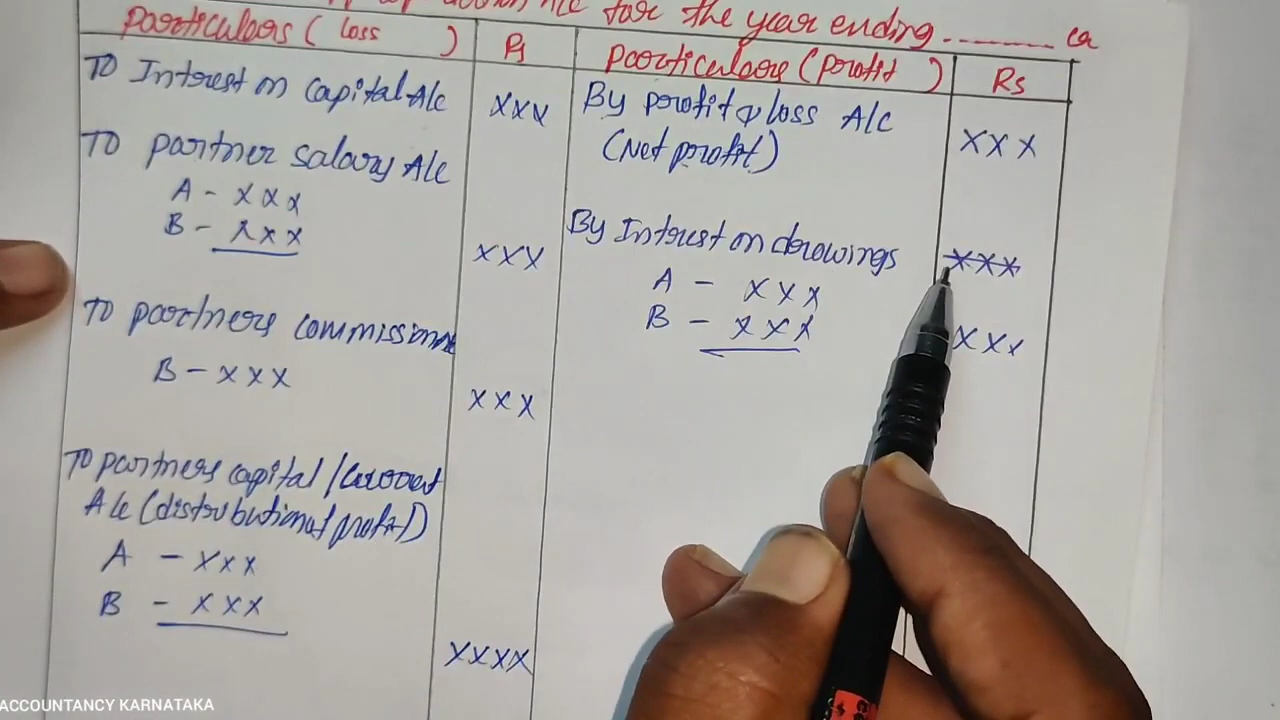 A/c for the year ending ........... cr
particulars ( Loss ) Rs
particulars ( profit ) Rs
To Interest on capital A/c xxx
By profit & loss A/c
(Net profit) xxx
To partner salary A/c
A - xxx
B - xxx
xxx
By Interest on drawings xxx
A - xxx
B - xxx
xxx
To partners commission
B - xxx
xxx
To partners capital / current
A/c (distributional profit)
A - xxx
B - xxx
xxxx
ACCOUNTANCY KARNATAKA